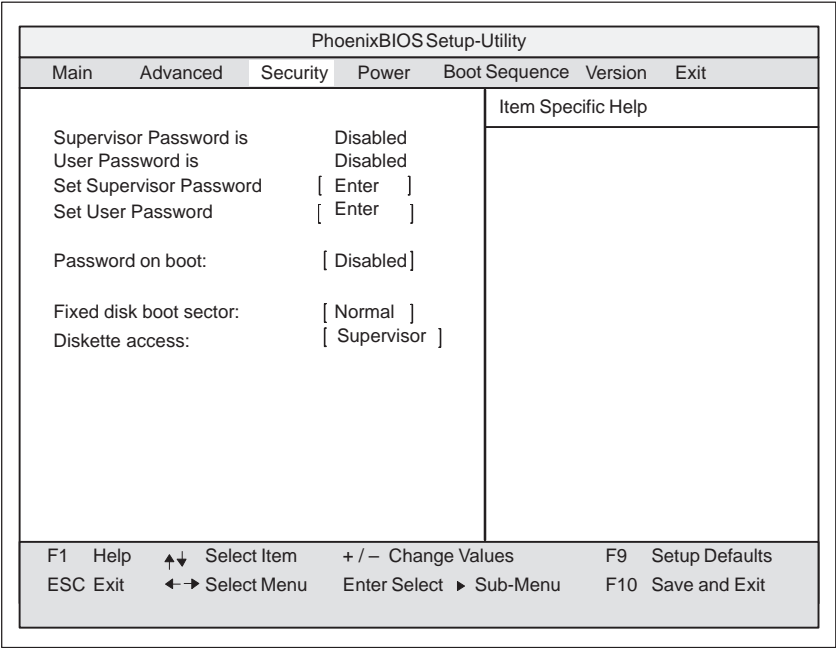 PhoenixBIOS Setup-Utility
Main Advanced Security Power Boot Sequence Version Exit
Item Specific Help
Supervisor Password is Disabled
User Password is Disabled
Set Supervisor Password [ Enter ]
Set User Password [ Enter ]
Password on boot: [ Disabled ]
Fixed disk boot sector: [ Normal ]
Diskette access: [ Supervisor ]
F1 Help ▲▼ Select Item + / – Change Values F9 Setup Defaults
ESC Exit ◄► Select Menu Enter Select ▶ Sub-Menu F10 Save and Exit